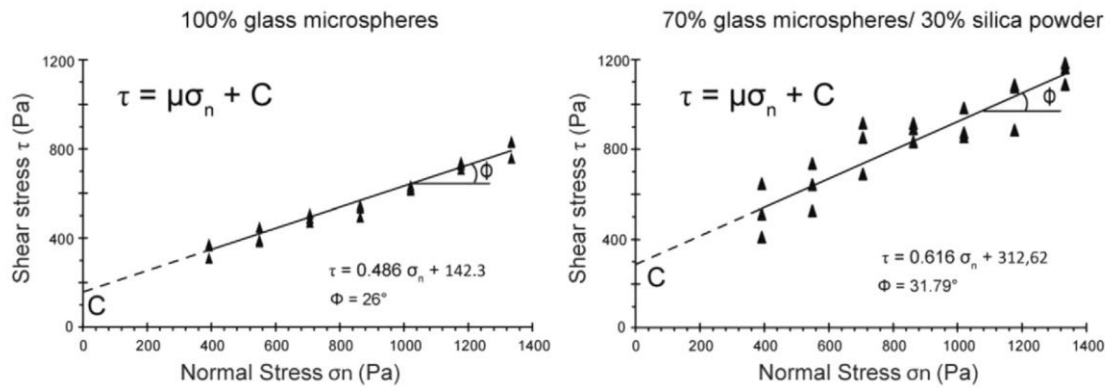 100% glass microspheres
1200
800
400
0
Shear stress τ (Pa)
τ = μσn + C
ϕ
C
τ = 0.486 σn + 142.3
Φ = 26°
0 200 400 600 800 1000 1200 1400
Normal Stress σn (Pa)
70% glass microspheres/ 30% silica powder
1200
800
400
0
Shear stress τ (Pa)
τ = μσn + C
ϕ
C
τ = 0.616 σn + 312,62
Φ = 31.79°
0 200 400 600 800 1000 1200 1400
Normal Stress σn (Pa)